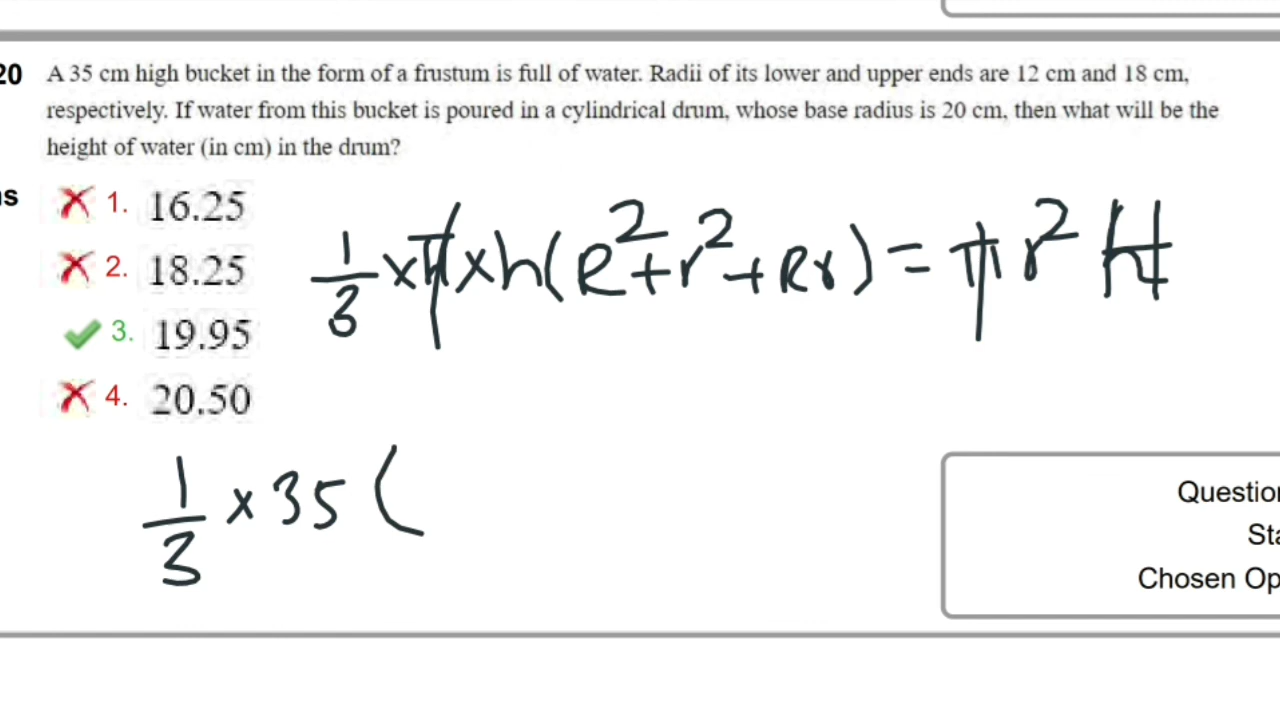 20 A 35 cm high bucket in the form of a frustum is full of water. Radii of its lower and upper ends are 12 cm and 18 cm,
respectively. If water from this bucket is poured in a cylindrical drum, whose base radius is 20 cm, then what will be the
height of water (in cm) in the drum?
ns
1. 16.25
2. 18.25
3. 19.95
4. 20.50
1/3 × π × h(R² + r² + Rr) = π r² H
1/3 × 35 (
Question
Sta
Chosen Op